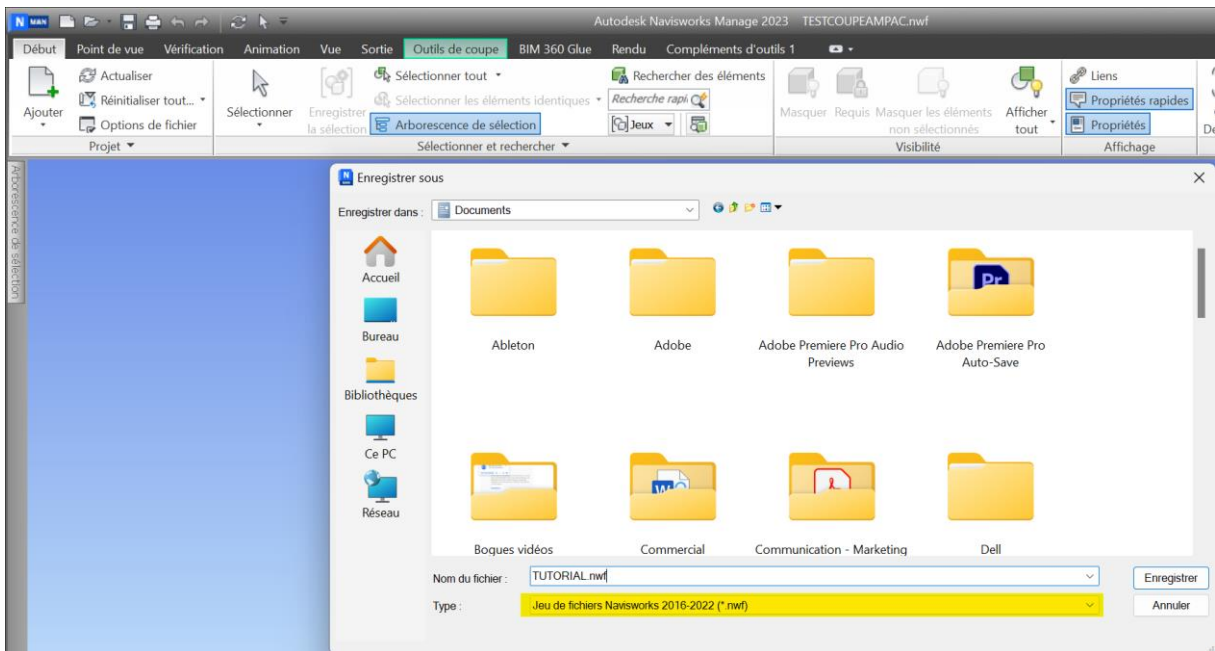 N MAN
Autodesk Navisworks Manage 2023 TESTCOUPEAMPAC.nwf
Début Point de vue Vérification Animation Vue Sortie Outils de coupe BIM 360 Glue Rendu Compléments d'outils 1
Ajouter
Actualiser
Réinitialiser tout...
Options de fichier
Projet
Sélectionner
Enregistrer
la sélection
Sélectionner tout
Sélectionner les éléments identiques
Arborescence de sélection
Rechercher des éléments
Recherche rapi
Jeux
Sélectionner et rechercher
Masquer
Requis
Masquer les éléments
non sélectionnés
Afficher
tout
Visibilité
Liens
Propriétés rapides
Propriétés
Affichage
Arborescence de sélection
Enregistrer sous
Enregistrer dans : Documents
Accueil
Bureau
Bibliothèques
Ce PC
Réseau
Ableton
Adobe
Adobe Premiere Pro Audio
Previews
Pr
Adobe Premiere Pro
Auto-Save
Bogues vidéos
Commercial
Communication - Marketing
Dell
Nom du fichier : TUTORIAL.nwf
Enregistrer
Type : Jeu de fichiers Navisworks 2016-2022 (*.nwf)
Annuler